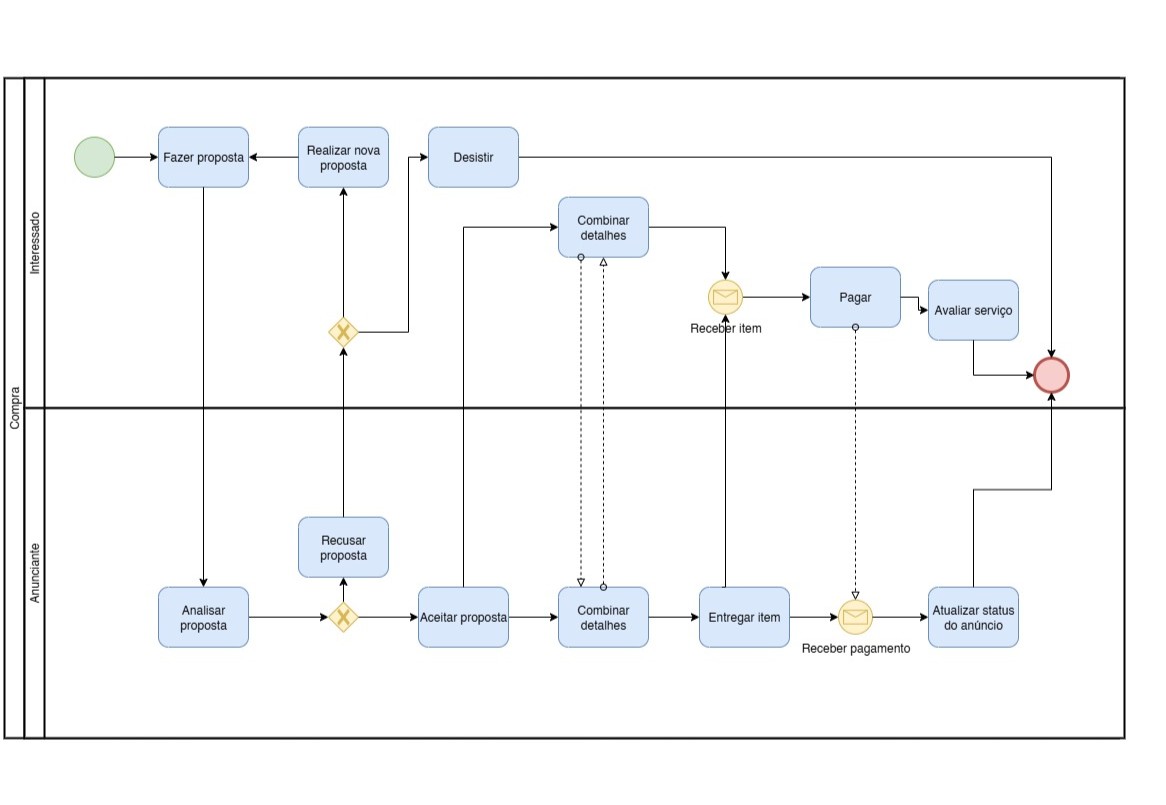 Compra
Interessado
Fazer proposta
Realizar nova
proposta
Desistir
Combinar
detalhes
Receber item
Pagar
Avaliar serviço
Anunciante
Recusar
proposta
Analisar
proposta
Aceitar proposta
Combinar
detalhes
Entregar item
Receber pagamento
Atualizar status
do anúncio